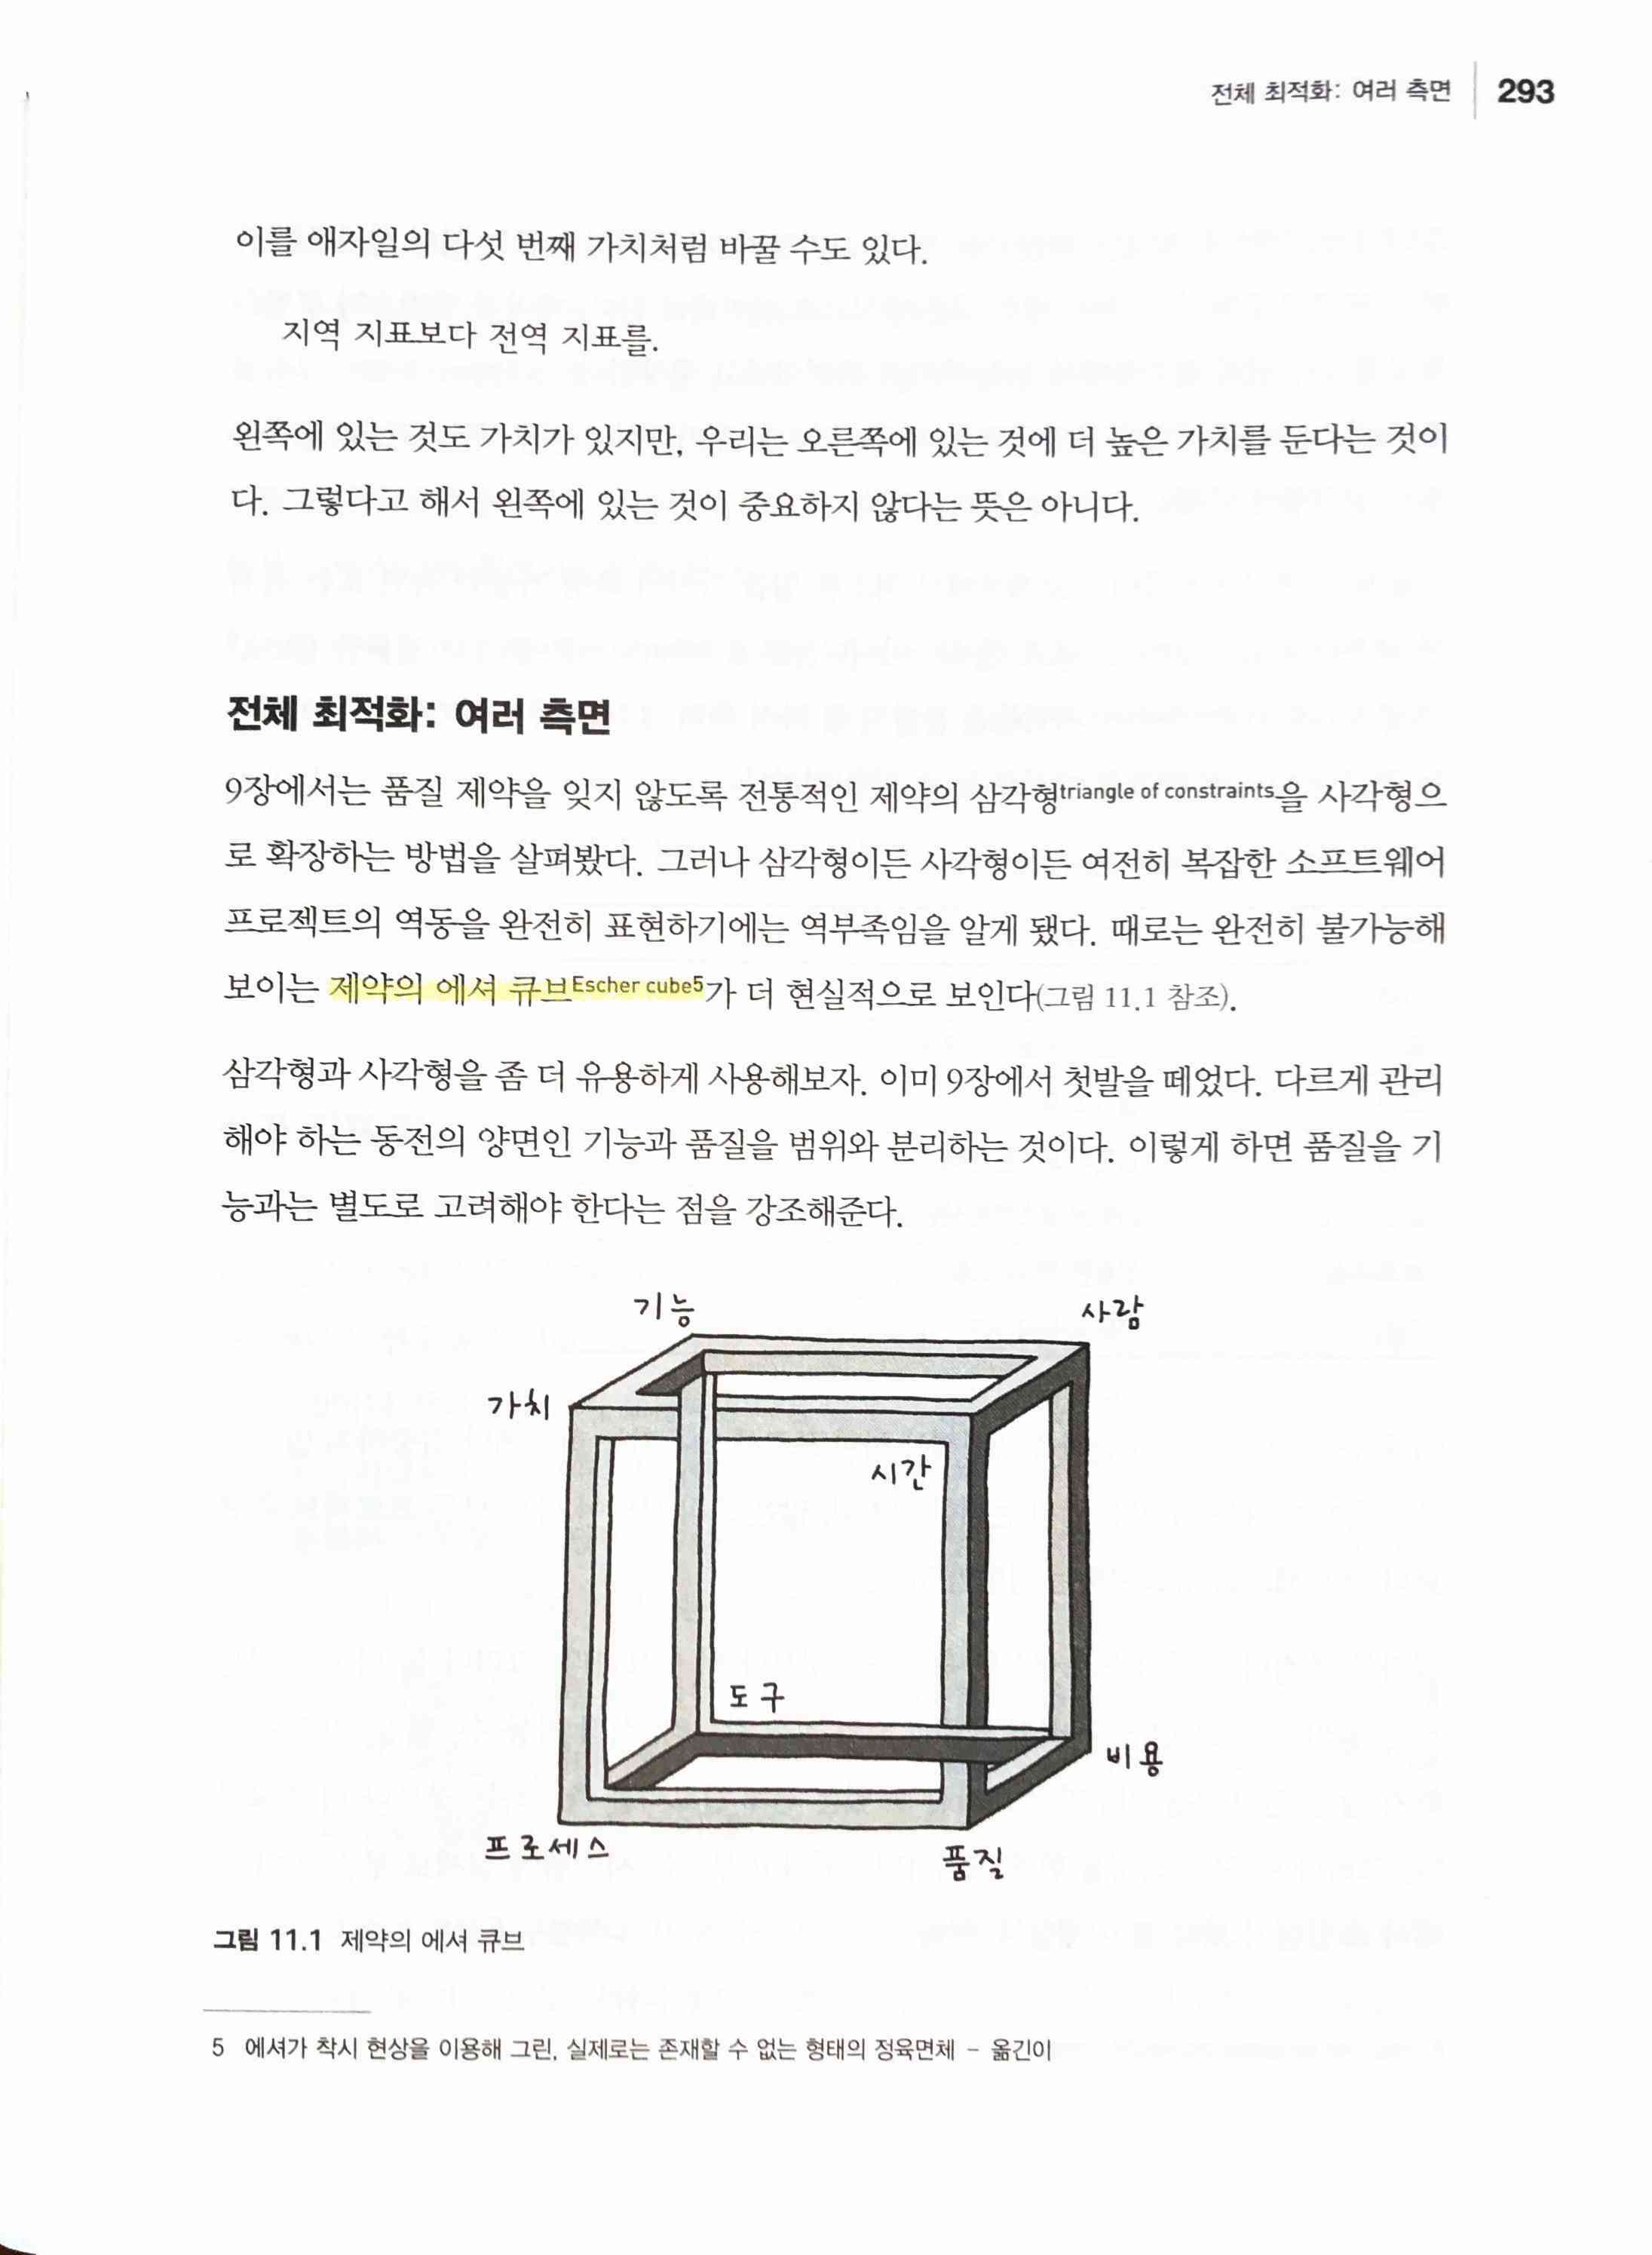 전체 최적화: 여러 측면 293
이를 애자일의 다섯 번째 가치처럼 바꿀 수도 있다.
지역 지표보다 전역 지표를.
왼쪽에 있는 것도 가치가 있지만, 우리는 오른쪽에 있는 것에 더 높은 가치를 둔다는 것이
다. 그렇다고 해서 왼쪽에 있는 것이 중요하지 않다는 뜻은 아니다.
전체 최적화: 여러 측면
9장에서는 품질 제약을 잊지 않도록 전통적인 제약의 삼각형triangle of constraints을 사각형으
로 확장하는 방법을 살펴봤다. 그러나 삼각형이든 사각형이든 여전히 복잡한 소프트웨어
프로젝트의 역동을 완전히 표현하기에는 역부족임을 알게 됐다. 때로는 완전히 불가능해
보이는 제약의 에셔 큐브Escher cube5가 더 현실적으로 보인다(그림 11.1 참조).
삼각형과 사각형을 좀 더 유용하게 사용해보자. 이미 9장에서 첫발을 떼었다. 다르게 관리
해야 하는 동전의 양면인 기능과 품질을 범위와 분리하는 것이다. 이렇게 하면 품질을 기
능과는 별도로 고려해야 한다는 점을 강조해준다.
기능
사람
가치
시간
도구
비용
프로세스
품질
그림 11.1 제약의 에셔 큐브
5 에셔가 착시 현상을 이용해 그린, 실제로는 존재할 수 없는 형태의 정육면체 - 옮긴이